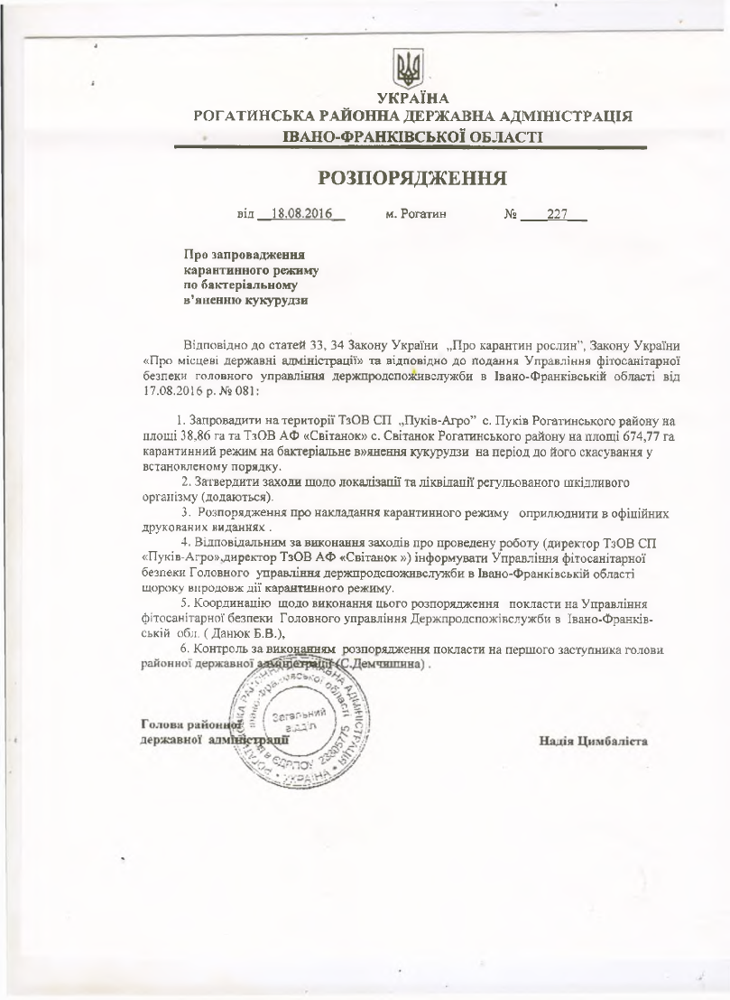 УКРАЇНА
РОГАТИНСЬКА РАЙОННА ДЕРЖАВНА АДМІНІСТРАЦІЯ
ІВАНО-ФРАНКІВСЬКОЇ ОБЛАСТІ
РОЗПОРЯДЖЕННЯ
від 18.08.2016 м. Рогатин № 227
Про запровадження
карантинного режиму
по бактеріальному
в'яненню кукурудзи
Відповідно до статей 33, 34 Закону України „Про карантин рослин”, Закону України
«Про місцеві державні адміністрації» та відповідно до подання Управління фітосанітарної
безпеки головного управління держпродспоживслужби в Івано-Франківській області від
17.08.2016 р. № 081:
1. Запровадити на території ТзОВ СП „Пуків-Агро” с. Пуків Рогатинського району на
площі 38,86 га та ТзОВ АФ «Світанок» с. Світанок Рогатинського району на площі 674,77 га
карантинний режим на бактеріальне в»янення кукурудзи на період до його скасування у
встановленому порядку.
2. Затвердити заходи щодо локалізації та ліквідації регульованого шкідливого
організму (додаються).
3. Розпорядження про накладання карантинного режиму оприлюднити в офіційних
друкованих виданнях .
4. Відповідальним за виконання заходів про проведену роботу (директор ТзОВ СП
«Пуків-Агро»,директор ТзОВ АФ «Світанок ») інформувати Управління фітосанітарної
безпеки Головного управління держпродспоживслужби в Івано-Франківській області
щороку впродовж дії карантинного режиму.
5. Координацію щодо виконання цього розпорядження покласти на Управління
фітосанітарної безпеки Головного управління Держпродспожівслужби в Івано-Франків-
ській обл. ( Данюк Б.В.),
6. Контроль за виконанням розпорядження покласти на першого заступника голови
районної державної адміністрації (С.Демчишина) .
Голова районної
державної адміністрації Надія Цимбаліста
Загальний
відділ
ЄДРПОУ 23805775
УКРАЇНА